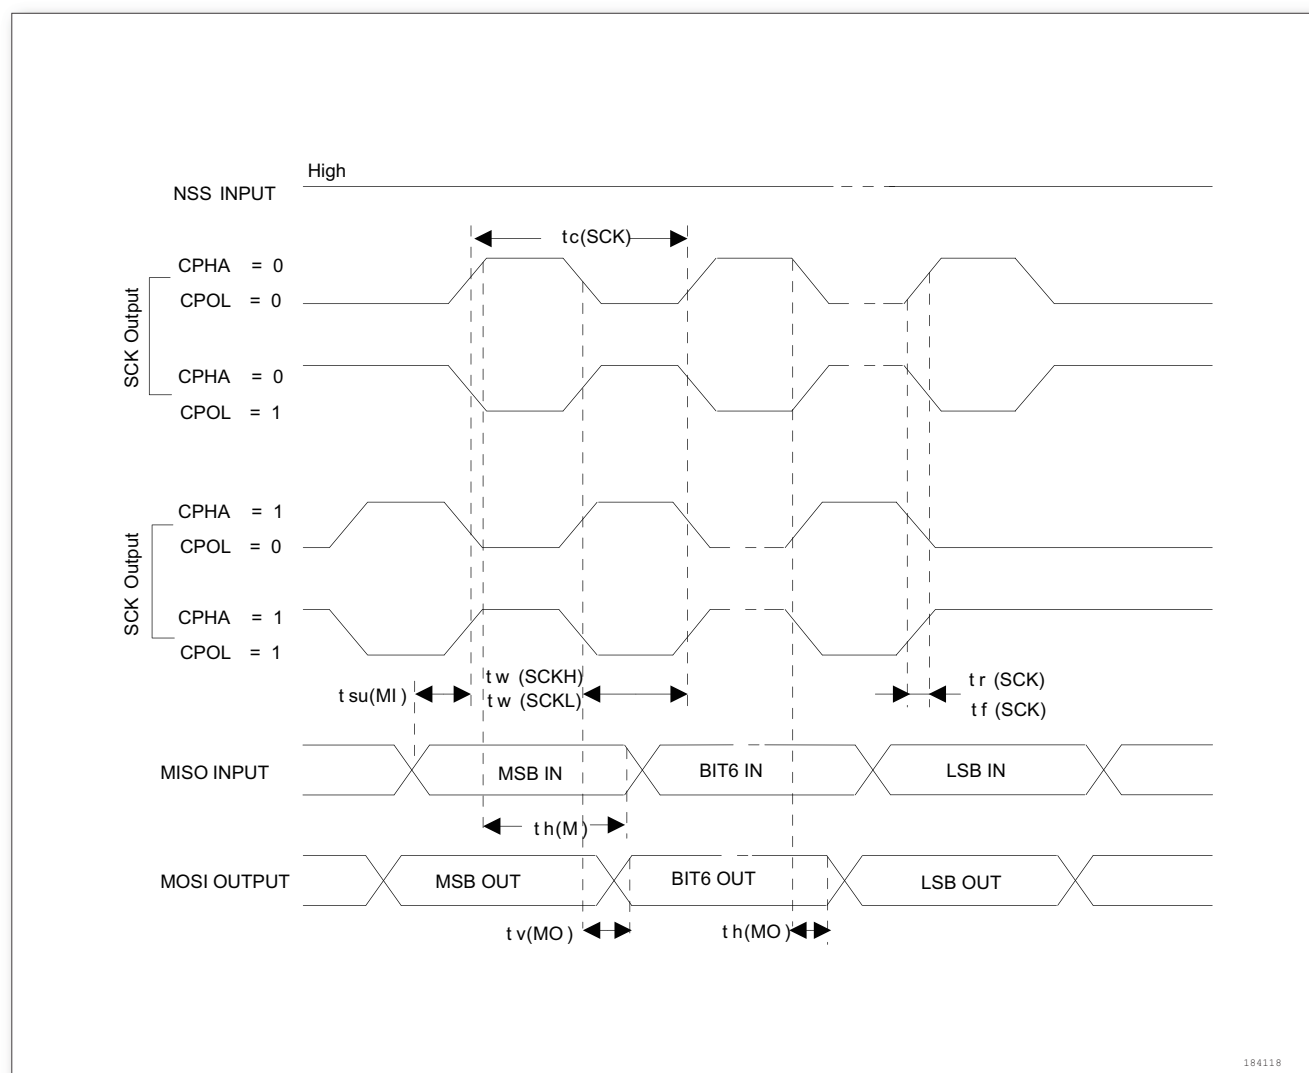 High
NSS INPUT
tc(SCK)
CPHA = 0
CPOL = 0
SCK Output
CPHA = 0
CPOL = 1
CPHA = 1
CPOL = 0
SCK Output
CPHA = 1
CPOL = 1
tsu(MI)
tw (SCKH)
tw (SCKL)
tr (SCK)
tf (SCK)
MISO INPUT
MSB IN
BIT6 IN
LSB IN
th(M)
MOSI OUTPUT
MSB OUT
BIT6 OUT
LSB OUT
tv(MO)
th(MO)
184118